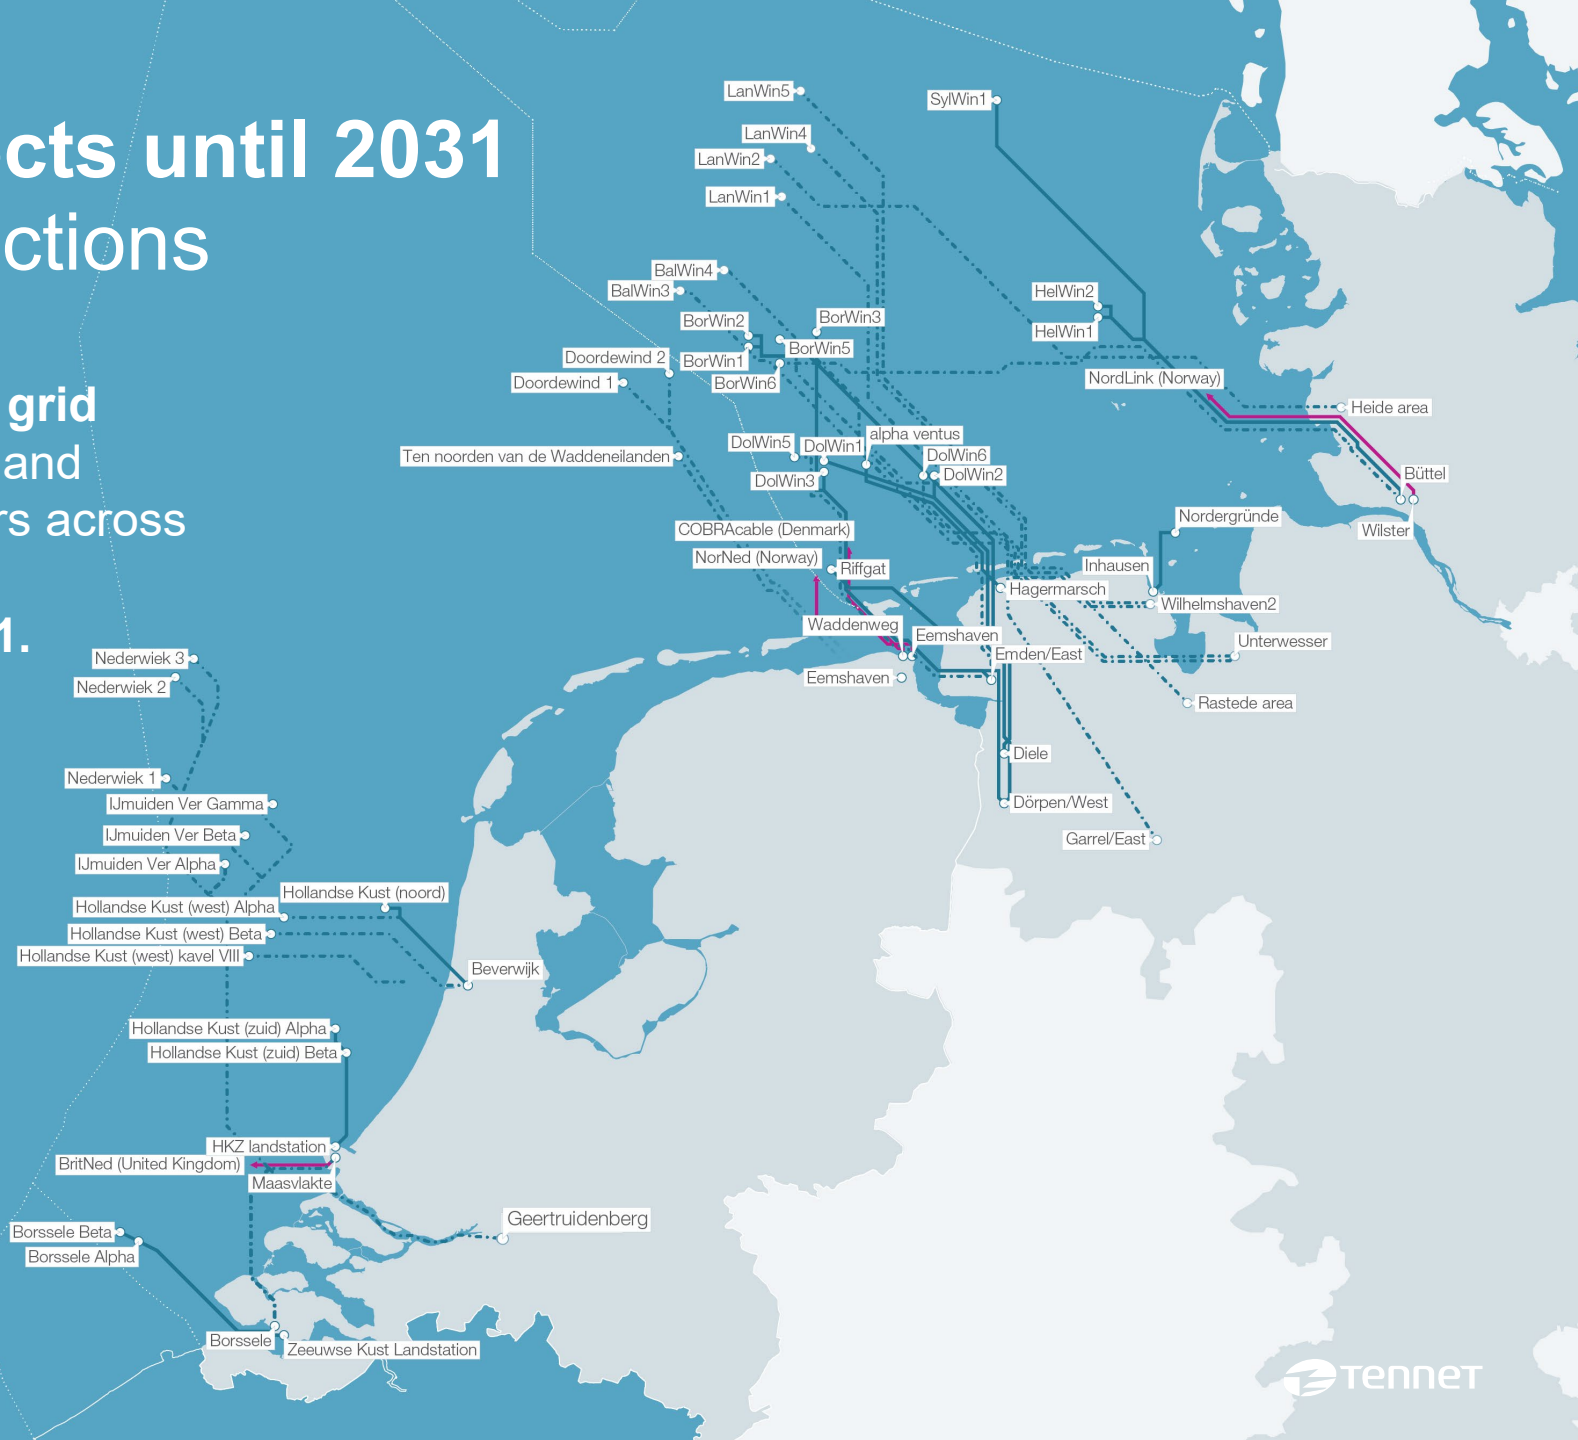 cts until 2031
ctions
grid
and
rs across
1.
LanWin5
SylWin1
LanWin4
LanWin2
LanWin1
BalWin4
BalWin3
HelWin2
HelWin1
BorWin2
BorWin3
BorWin5
BorWin1
BorWin6
Doordewind 2
Doordewind 1
NordLink (Norway)
Heide area
alpha ventus
DolWin5
DolWin1
DolWin6
DolWin2
DolWin3
Ten noorden van de Waddeneilanden
Büttel
Wilster
Nordergründe
COBRAcable (Denmark)
NorNed (Norway)
Riffgat
Inhausen
Hagermarsch
Wilhelmshaven2
Waddenweg
Eemshaven
Unterwesser
Emden/East
Eemshaven
Rastede area
Nederwiek 3
Nederwiek 2
Diele
Nederwiek 1
IJmuiden Ver Gamma
Dörpen/West
IJmuiden Ver Beta
Garrel/East
IJmuiden Ver Alpha
Hollandse Kust (noord)
Hollandse Kust (west) Alpha
Hollandse Kust (west) Beta
Hollandse Kust (west) kavel VIII
Beverwijk
Hollandse Kust (zuid) Alpha
Hollandse Kust (zuid) Beta
HKZ landstation
BritNed (United Kingdom)
Maasvlakte
Geertruidenberg
Borssele Beta
Borssele Alpha
Borssele
Zeeuwse Kust Landstation
TenneT